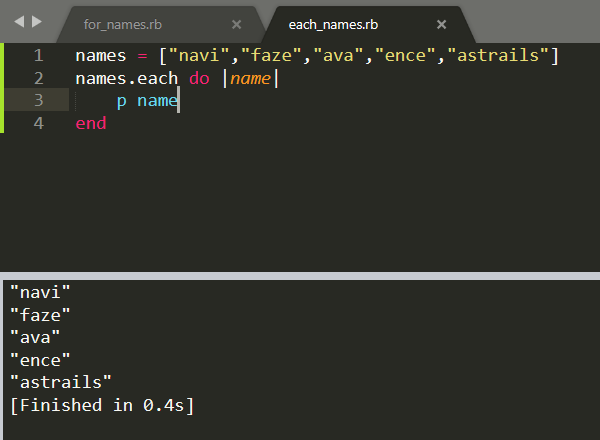 for_names.rb × each_names.rb ×
1 names = ["navi","faze","ava","ence","astrails"]
2 names.each do |name|
3 p name
4 end
"navi"
"faze"
"ava"
"ence"
"astrails"
[Finished in 0.4s]